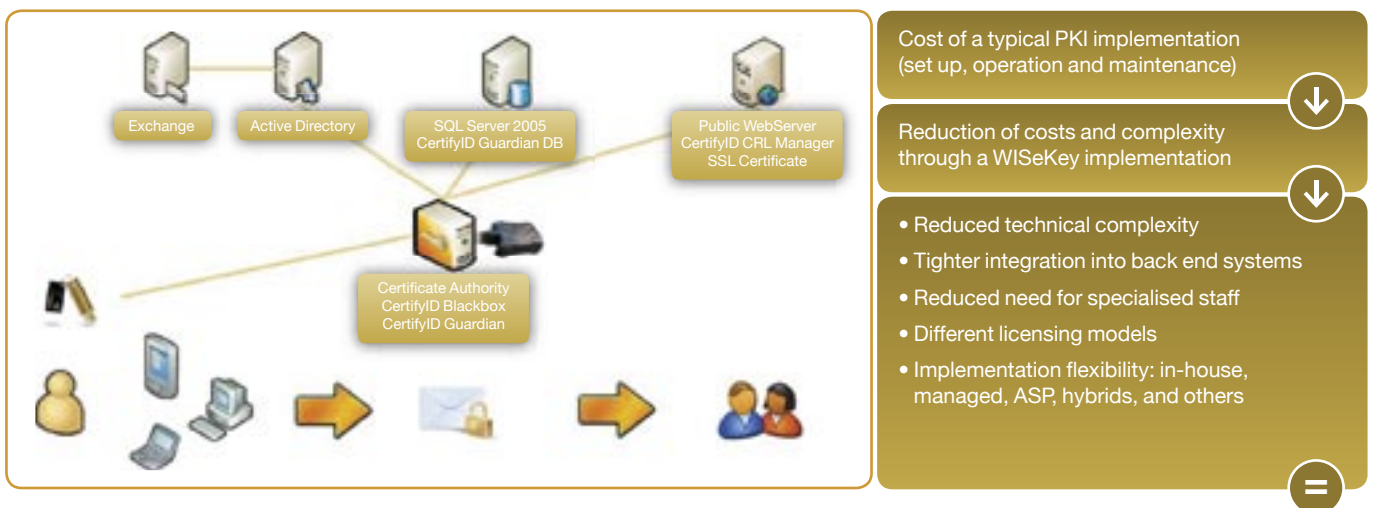 Exchange
Active Directory
SQL Server 2005
CertifyID Guardian DB
Public WebServer
CertifyID CRL Manager
SSL Certificate
Certificate Authority
CertifyID Blackbox
CertifyID Guardian
Cost of a typical PKI implementation
(set up, operation and maintenance)
Reduction of costs and complexity
through a WISeKey implementation
• Reduced technical complexity
• Tighter integration into back end systems
• Reduced need for specialised staff
• Different licensing models
• Implementation flexibility: in-house,
managed, ASP, hybrids, and others
=